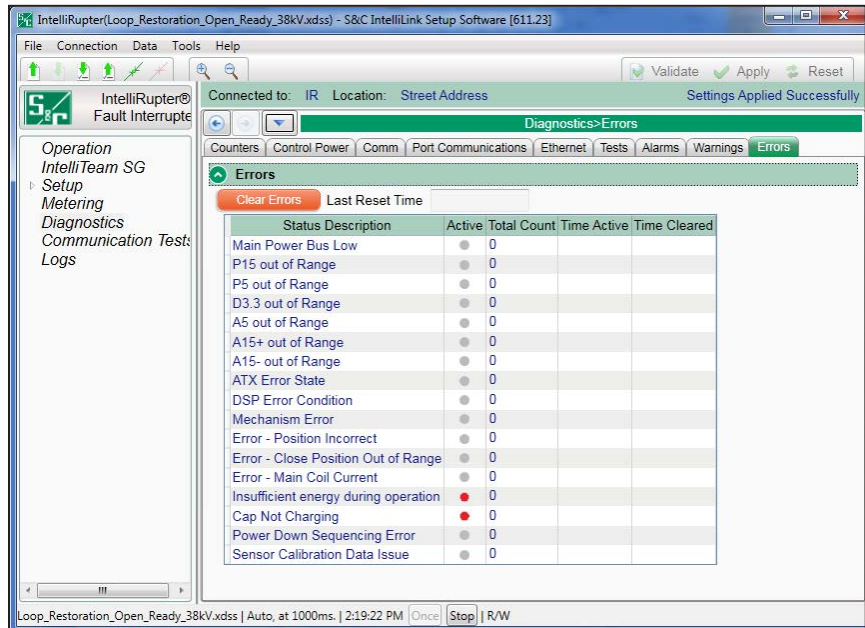 IntelliRupter(Loop_Restoration_Open_Ready_38kV.xdss) - S&C IntelliLink Setup Software [611.23]
File Connection Data Tools Help
Validate Apply Reset
S&C
IntelliRupter®
Fault Interrupte
Connected to: IR Location: Street Address Settings Applied Successfully
Diagnostics>Errors
Counters Control Power Comm Port Communications Ethernet Tests Alarms Warnings Errors
Operation
IntelliTeam SG
Setup
Metering
Diagnostics
Communication Tests
Logs
Errors
Clear Errors Last Reset Time
Status Description Active Total Count Time Active Time Cleared
Main Power Bus Low 0
P15 out of Range 0
P5 out of Range 0
D3.3 out of Range 0
A5 out of Range 0
A15+ out of Range 0
A15- out of Range 0
ATX Error State 0
DSP Error Condition 0
Mechanism Error 0
Error - Position Incorrect 0
Error - Close Position Out of Range 0
Error - Main Coil Current 0
Insufficient energy during operation 0
Cap Not Charging 0
Power Down Sequencing Error 0
Sensor Calibration Data Issue 0
Loop_Restoration_Open_Ready_38kV.xdss | Auto, at 1000ms. | 2:19:22 PM Once Stop | R/W